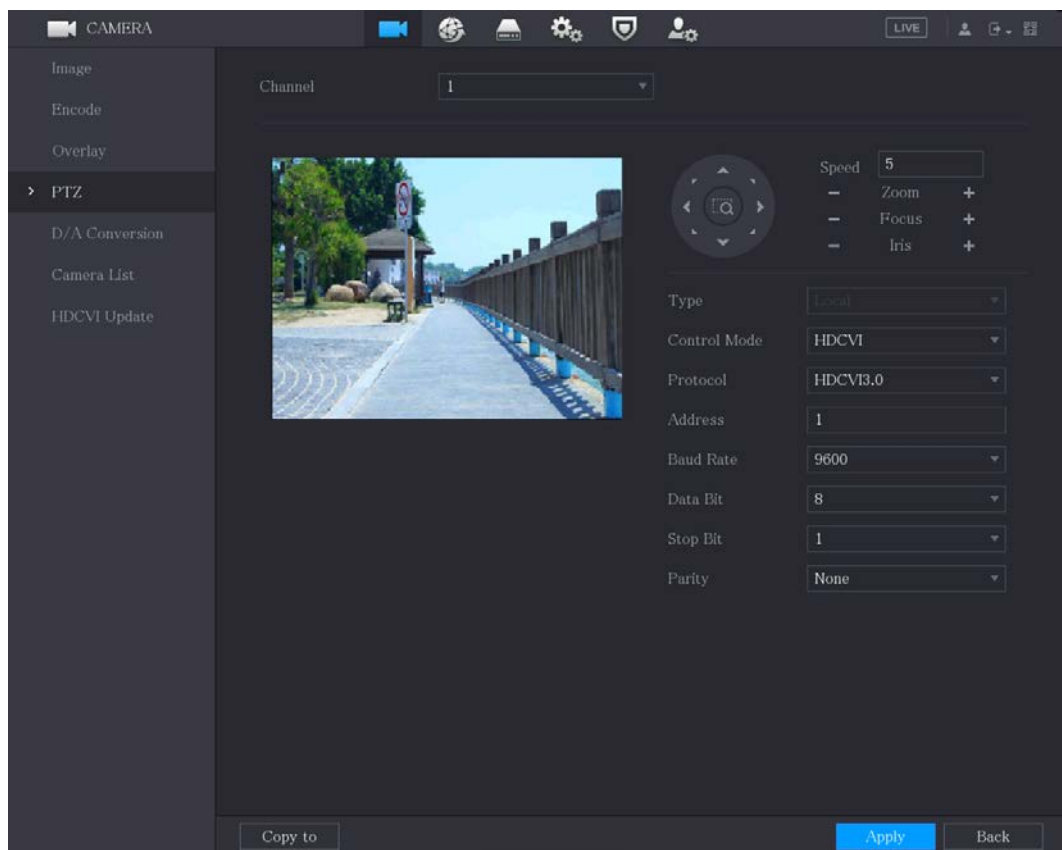 CAMERA
LIVE
Image
Encode
Overlay
PTZ
D/A Conversion
Camera List
HDCVI Update
Channel 1
Speed 5
Zoom
Focus
Iris
Type Local
Control Mode HDCVI
Protocol HDCVI3.0
Address 1
Baud Rate 9600
Data Bit 8
Stop Bit 1
Parity None
Copy to Apply Back